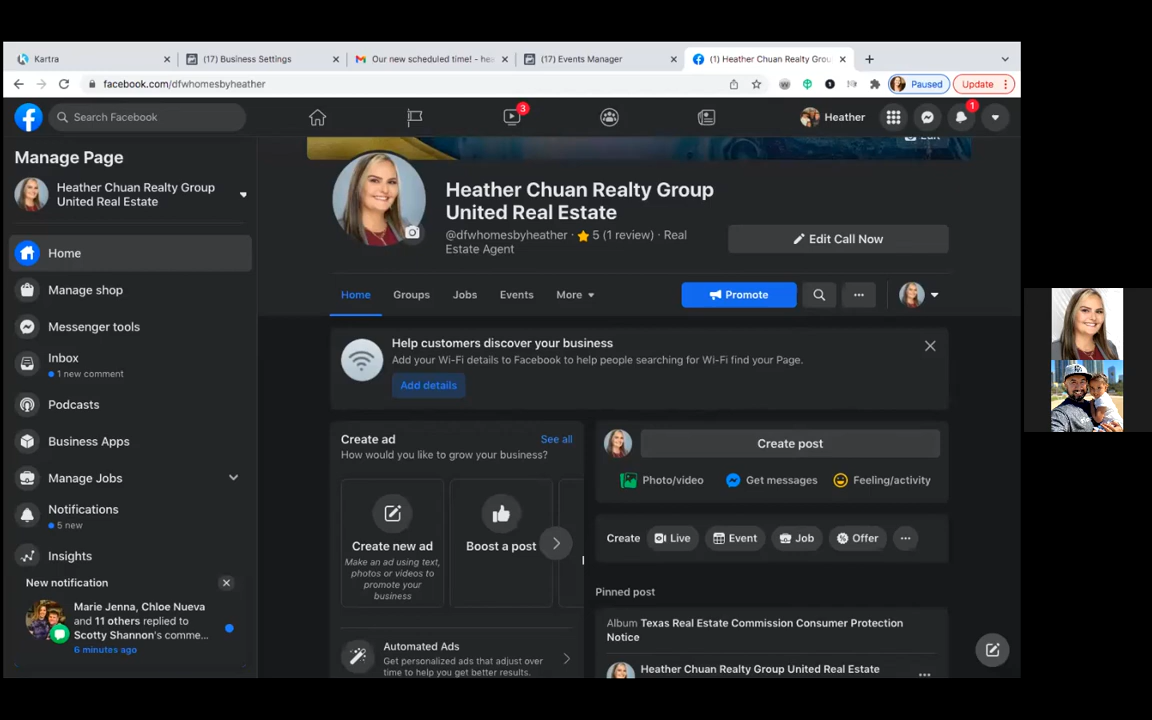 Kartra
(17) Business Settings
Our new scheduled time! - hea
(17) Events Manager
(1) Heather Chuan Realty Grou
facebook.com/dfwhomesbyheather
Paused
Update
Search Facebook
3
Heather
1
Manage Page
Heather Chuan Realty Group
United Real Estate
Home
Manage shop
Messenger tools
Inbox
1 new comment
Podcasts
Business Apps
Manage Jobs
Notifications
5 new
Insights
New notification
Marie Jenna, Chloe Nueva
and 11 others replied to
Scotty Shannon's comme...
6 minutes ago
Edit
Heather Chuan Realty Group
United Real Estate
@dfwhomesbyheather · 5 (1 review) · Real
Estate Agent
Edit Call Now
Home
Groups
Jobs
Events
More
Promote
Help customers discover your business
Add your Wi-Fi details to Facebook to help people searching for Wi-Fi find your Page.
Add details
Create ad
See all
How would you like to grow your business?
Create new ad
Make an ad using text,
photos or videos to
promote your
business
Boost a post
Automated Ads
Get personalized ads that adjust over
time to help you get better results.
Create post
Photo/video
Get messages
Feeling/activity
Create
Live
Event
Job
Offer
Pinned post
Album Texas Real Estate Commission Consumer Protection
Notice
Heather Chuan Realty Group United Real Estate